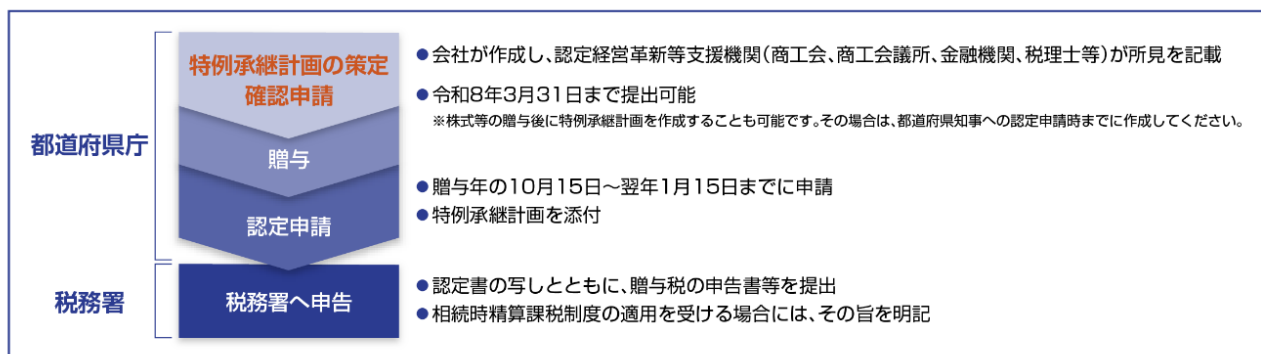 都道府県庁
特例承継計画の策定
確認申請
●会社が作成し、認定経営革新等支援機関(商工会、商工会議所、金融機関、税理士等)が所見を記載
●令和8年3月31日まで提出可能
※株式等の贈与後に特例承継計画を作成することも可能です。その場合は、都道府県知事への認定申請時までに作成してください。
贈与
認定申請
●贈与年の10月15日～翌年1月15日までに申請
●特例承継計画を添付
税務署
税務署へ申告
●認定書の写しとともに、贈与税の申告書等を提出
●相続時精算課税制度の適用を受ける場合には、その旨を明記